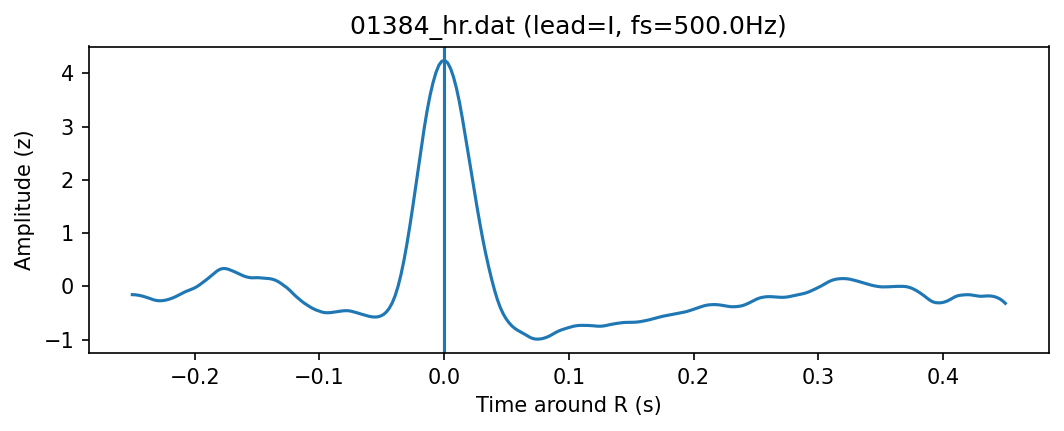 01384_hr.dat (lead=I, fs=500.0Hz)
Amplitude (z)
4
3
2
1
0
−1
−0.2 −0.1 0.0 0.1 0.2 0.3 0.4
Time around R (s)